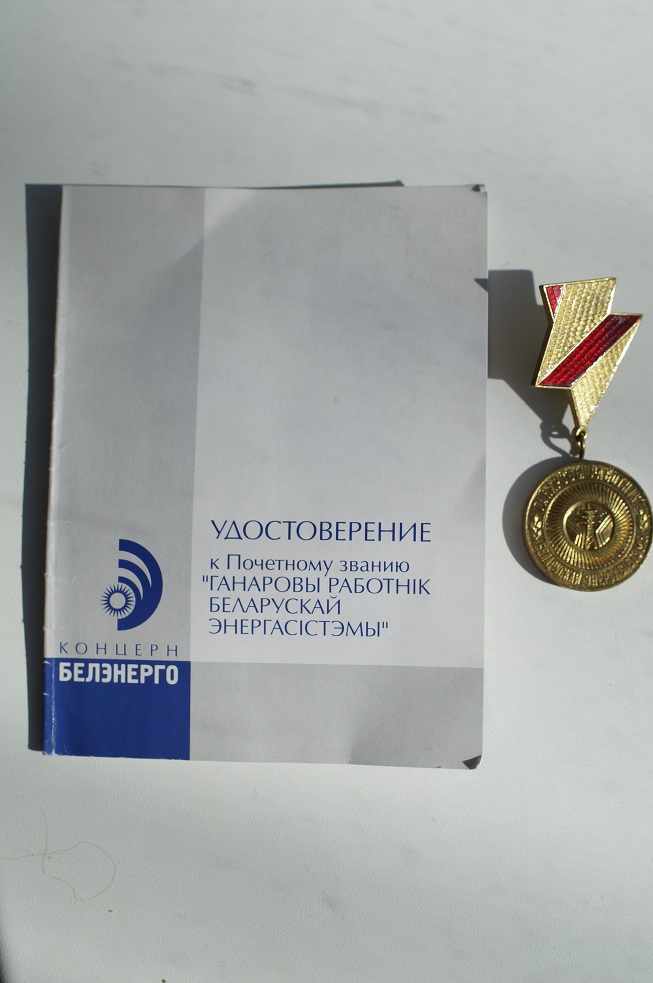 УДОСТОВЕРЕНИЕ
к Почетному званию
"ГАНАРОВЫ РАБОТНІК
БЕЛАРУСКАЙ
ЭНЕРГАСІСТЭМЫ"
КОНЦЕРН
БЕЛЭНЕРГО